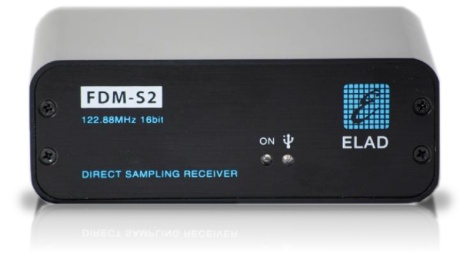 FDM-S2
122.88MHz 16bit
ON
ELAD
DIRECT SAMPLING RECEIVER